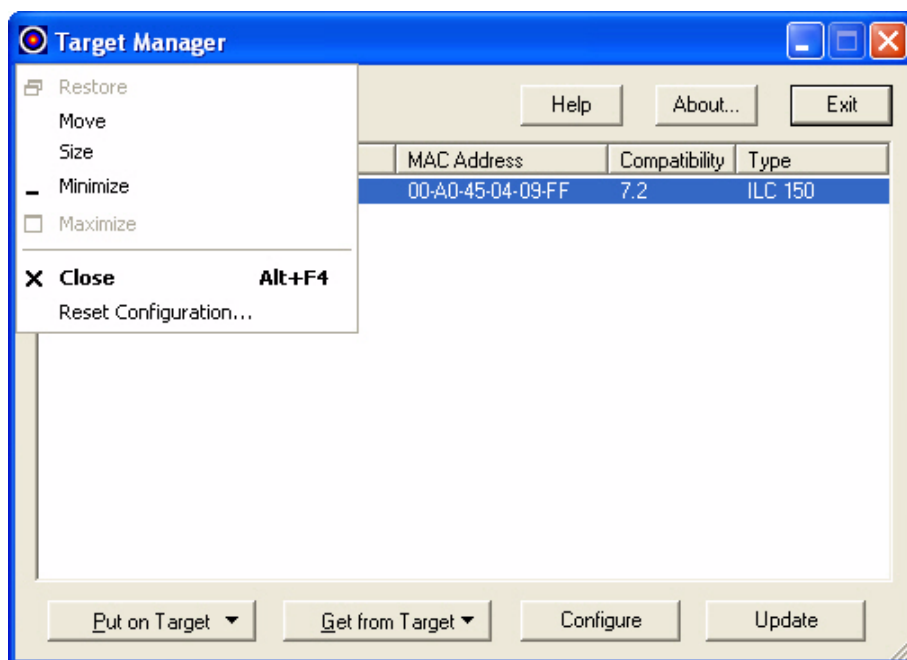 Target Manager
Restore
Move
Size
Minimize
Maximize
Close Alt+F4
Reset Configuration...
Help About... Exit
MAC Address Compatibility Type
00-A0-45-04-09-FF 7.2 ILC 150
Put on Target Get from Target Configure Update